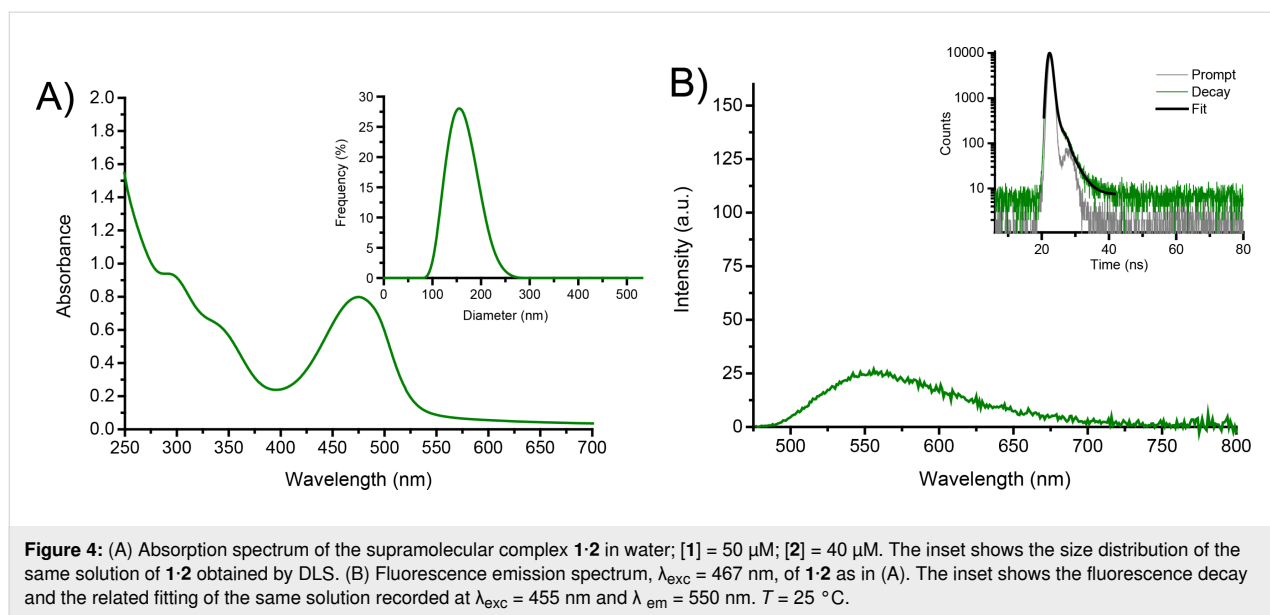 A)
2.0
1.8
1.6
1.4
1.2
1.0
0.8
0.6
0.4
0.2
0.0
Absorbance
250 300 350 400 450 500 550 600 650 700
Wavelength (nm)
30
25
20
15
10
5
0
Frequency (%)
0 100 200 300 400 500
Diameter (nm)
B)
150
125
100
75
50
25
0
Intensity (a.u.)
500 550 600 650 700 750 800
Wavelength (nm)
10000
1000
100
10
Counts
20 40 60 80
Time (ns)
Prompt
Decay
Fit
Figure 4: (A) Absorption spectrum of the supramolecular complex 1·2 in water; [1] = 50 μM; [2] = 40 μM. The inset shows the size distribution of the
same solution of 1·2 obtained by DLS. (B) Fluorescence emission spectrum, λexc = 467 nm, of 1·2 as in (A). The inset shows the fluorescence decay
and the related fitting of the same solution recorded at λexc = 455 nm and λ em = 550 nm. T = 25 °C.